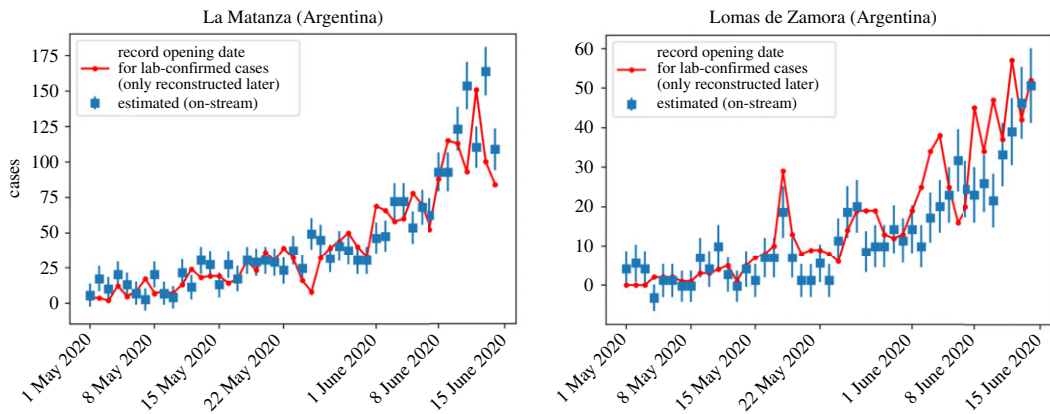 La Matanza (Argentina)
175
150
125
100
75
50
25
0
cases
record opening date
for lab-confirmed cases
(only reconstructed later)
estimated (on-stream)
1 May 2020
8 May 2020
15 May 2020
22 May 2020
1 June 2020
8 June 2020
15 June 2020
Lomas de Zamora (Argentina)
60
50
40
30
20
10
0
record opening date
for lab-confirmed cases
(only reconstructed later)
estimated (on-stream)
1 May 2020
8 May 2020
15 May 2020
22 May 2020
1 June 2020
8 June 2020
15 June 2020